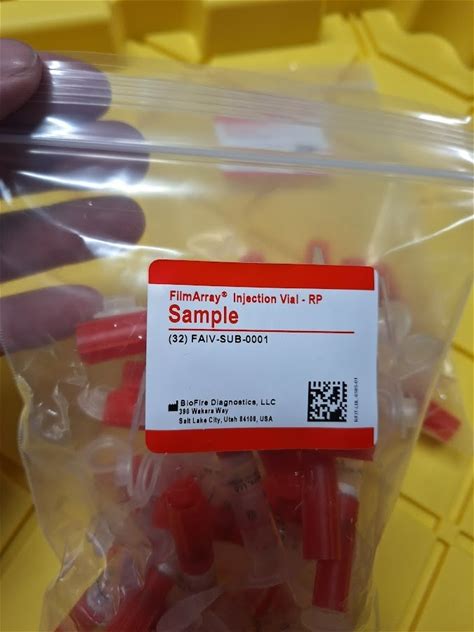 FilmArray® Injection Vial - RP
Sample
(32) FAIV-SUB-0001
BioFire Diagnostics, LLC
390 Wakara Way
Salt Lake City, Utah 84108, USA